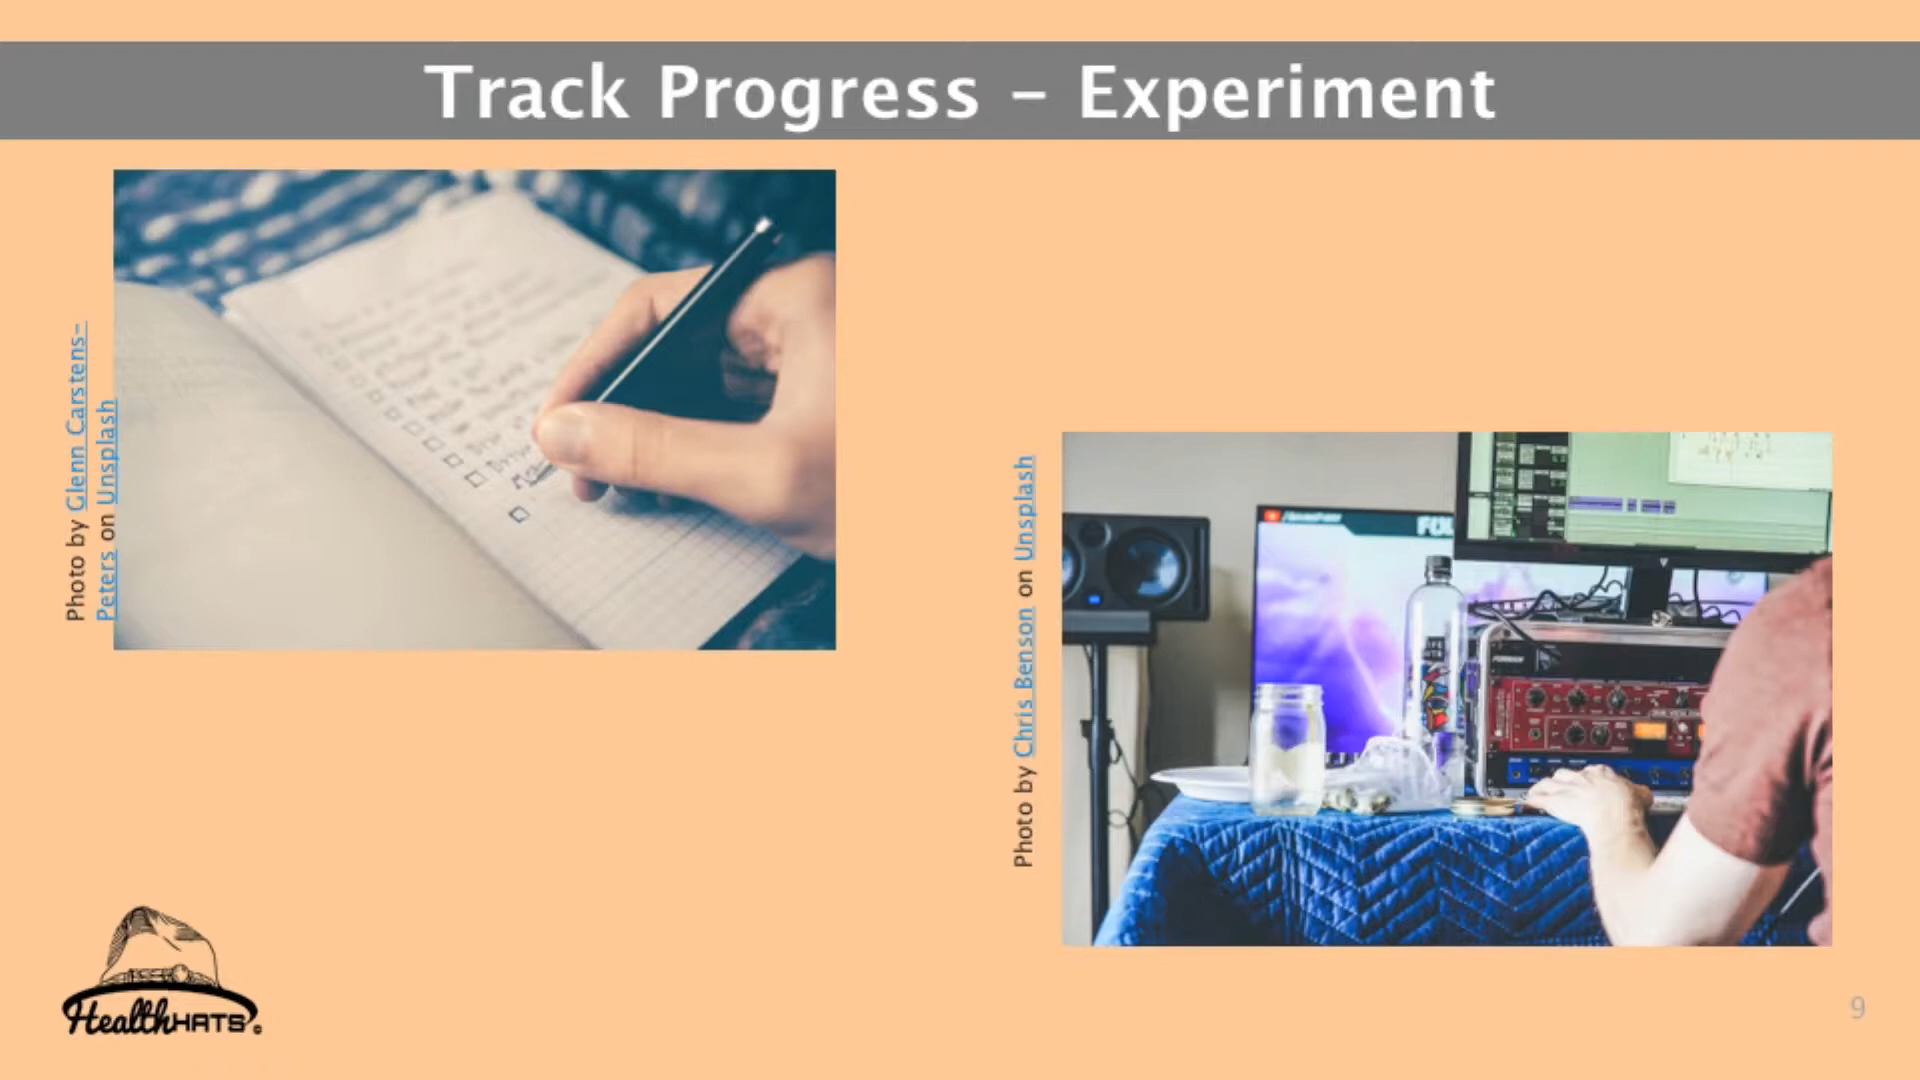 Track Progress – Experiment
Photo by Glenn Carstens-
Peters on Unsplash
Photo by Chris Benson on Unsplash
HealthHATS
9